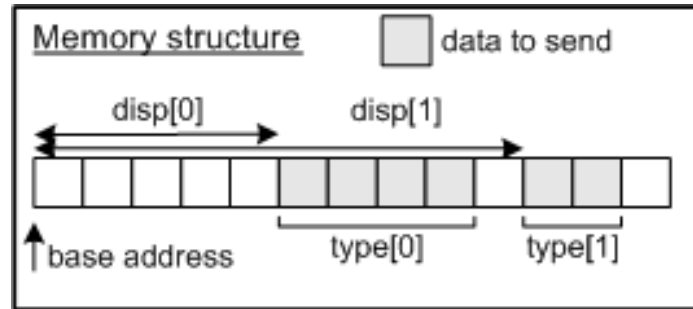 Memory structure
data to send
disp[0]
disp[1]
type[0]
type[1]
base address